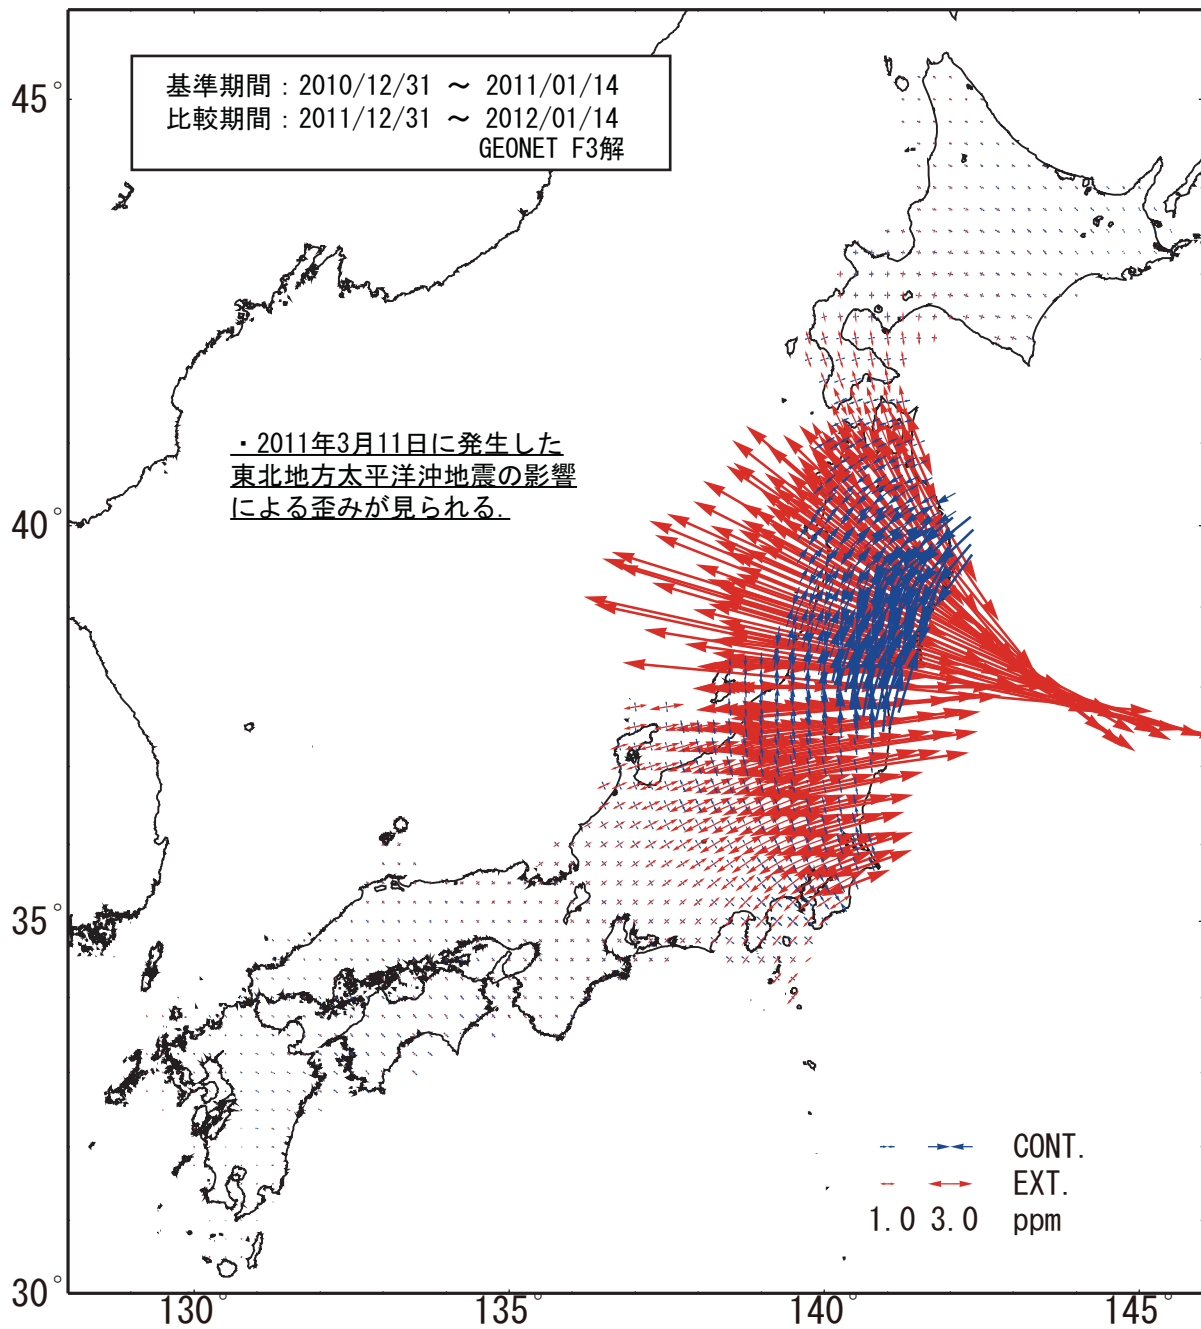 基準期間：2010/12/31 ～ 2011/01/14
比較期間：2011/12/31 ～ 2012/01/14
GEONET F3解
45°
・2011年3月11日に発生した
東北地方太平洋沖地震の影響
による歪みが見られる.
40°
35°
CONT.
EXT.
1.0 3.0 ppm
30°
130° 135° 140° 145°